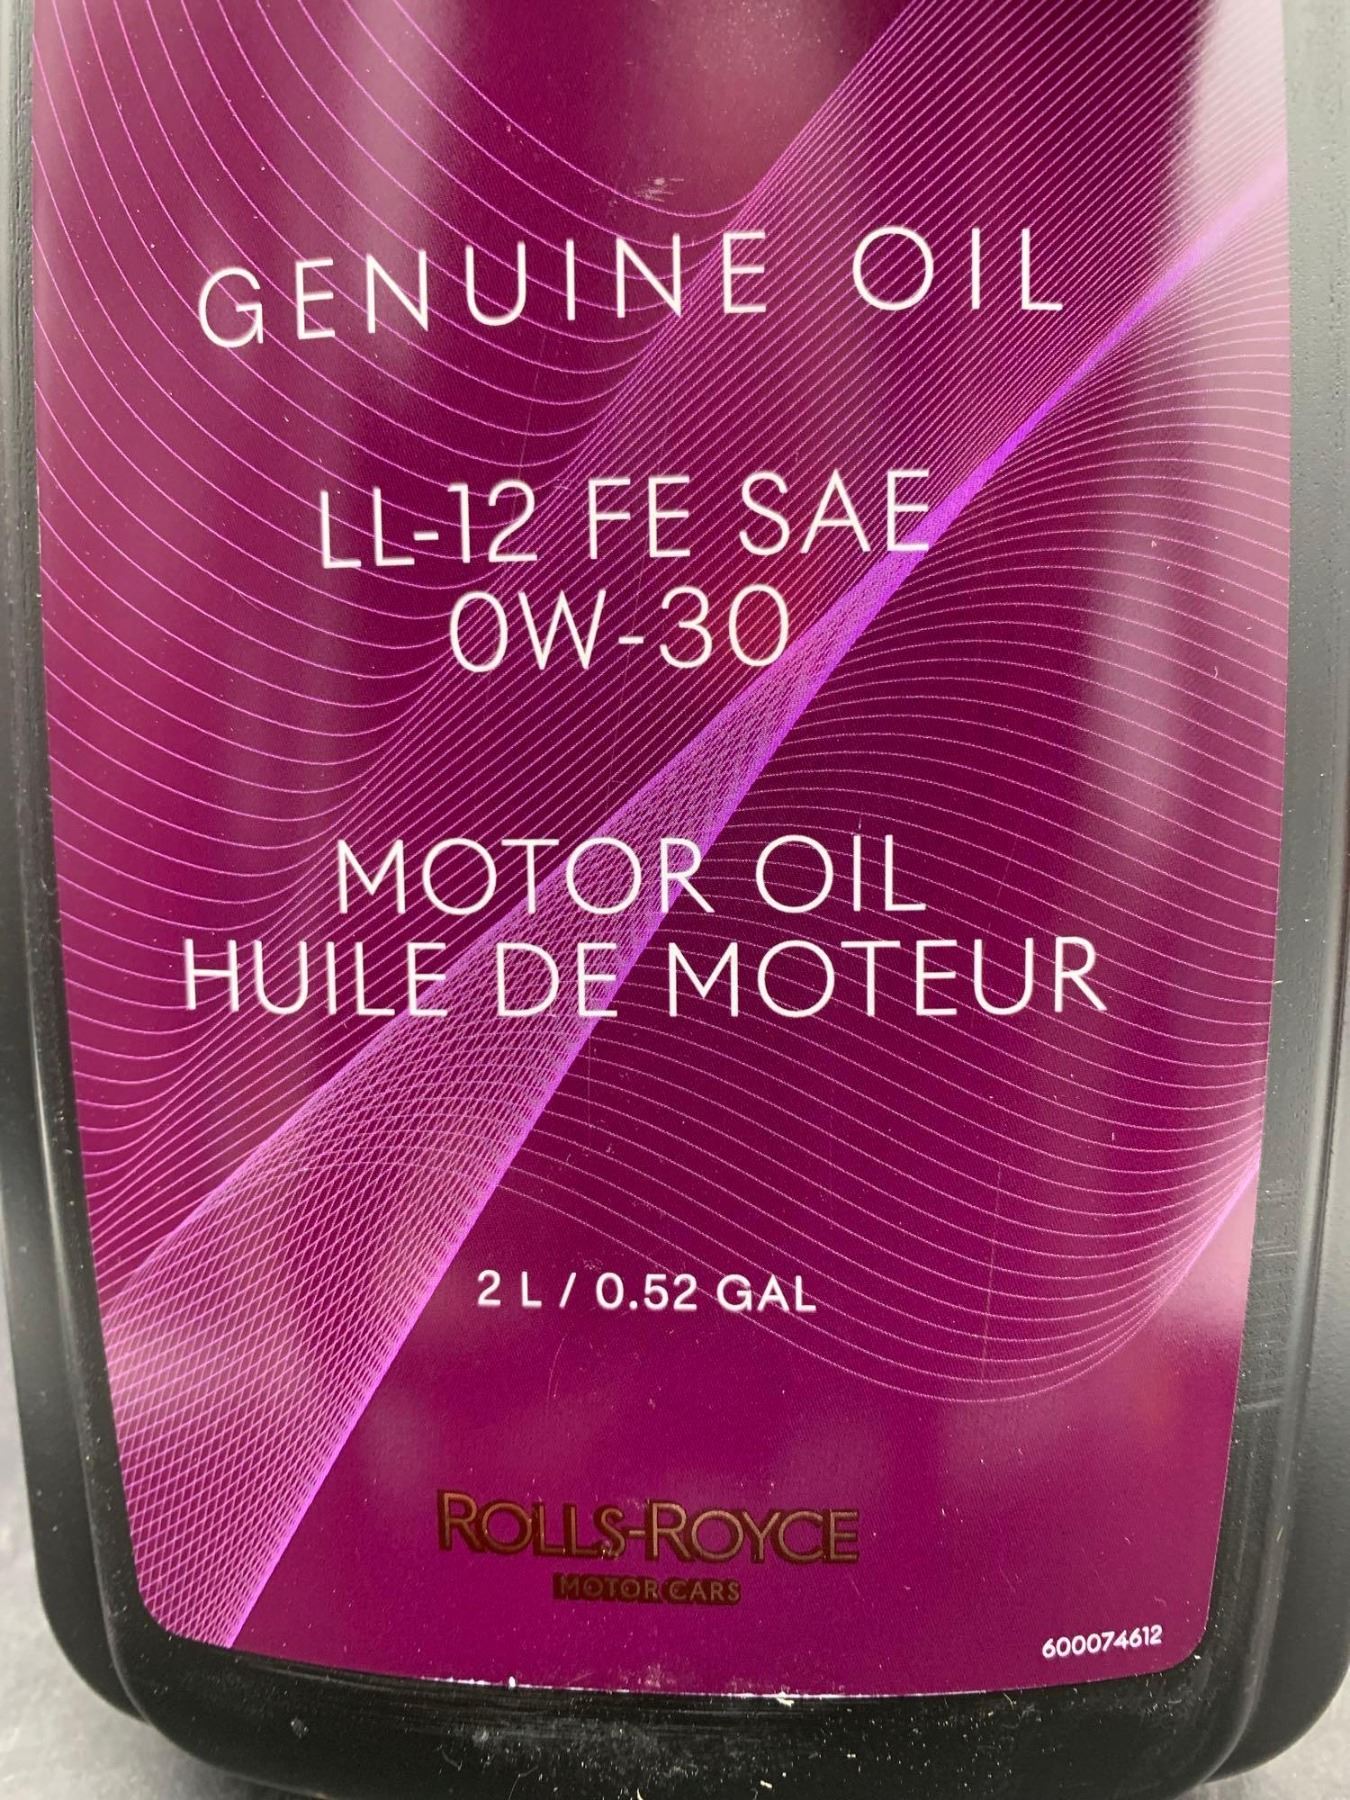 GENUINE OIL
LL-12 FE SAE
0W-30
MOTOR OIL
HUILE DE MOTEUR
2 L / 0.52 GAL
ROLLS-ROYCE
MOTOR CARS
600074612